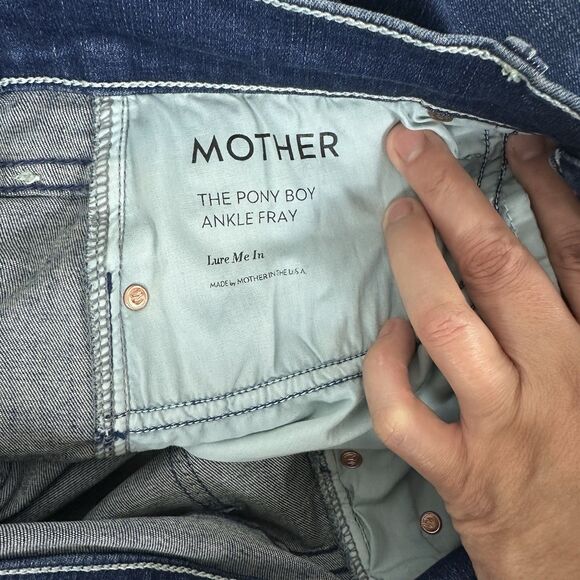 MOTHER
THE PONY BOY
ANKLE FRAY
Lure Me In
MADE by MOTHER IN THE U.S.A.